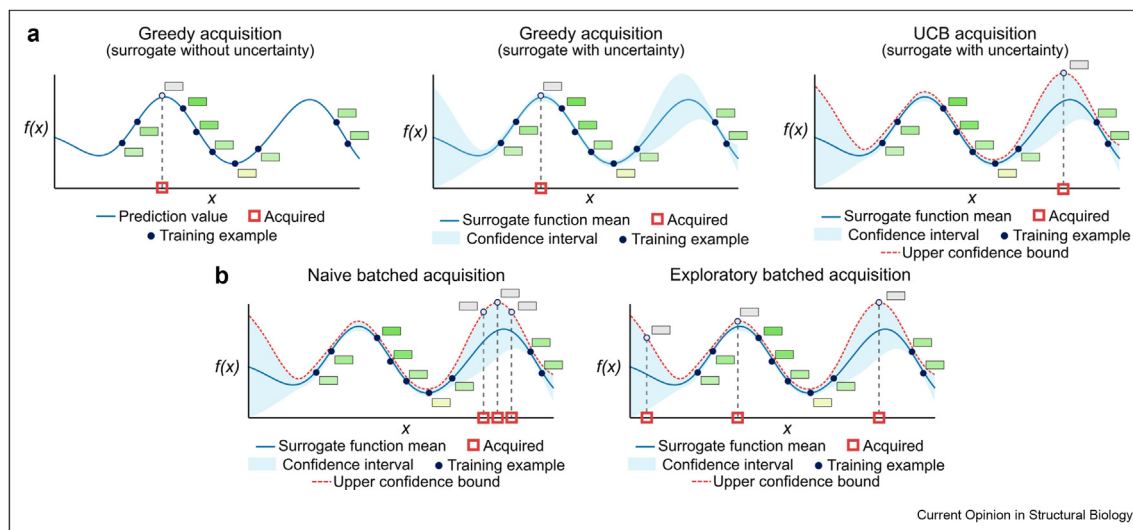 a
Greedy acquisition
(surrogate without uncertainty)
f(x)
x
Prediction value
Acquired
Training example
Greedy acquisition
(surrogate with uncertainty)
f(x)
x
Surrogate function mean
Acquired
Confidence interval
Training example
UCB acquisition
(surrogate with uncertainty)
f(x)
x
Surrogate function mean
Acquired
Confidence interval
Training example
Upper confidence bound
b
Naive batched acquisition
f(x)
x
Surrogate function mean
Acquired
Confidence interval
Training example
Upper confidence bound
Exploratory batched acquisition
f(x)
x
Surrogate function mean
Acquired
Confidence interval
Training example
Upper confidence bound
Current Opinion in Structural Biology